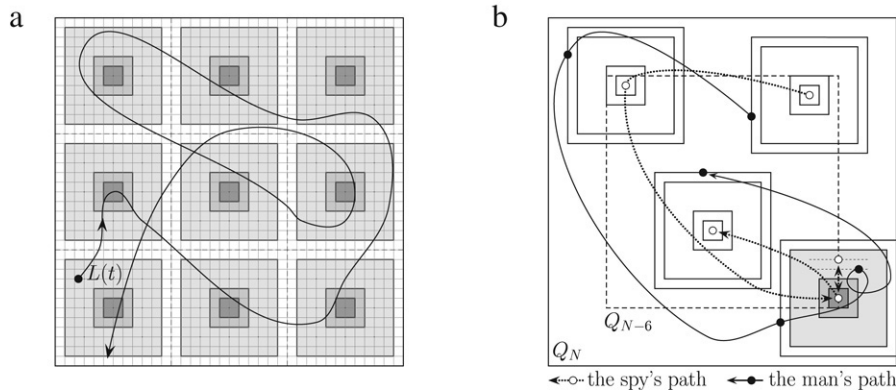 a
b
L(t)
Q_{N-6}
Q_N
the spy's path
the man's path